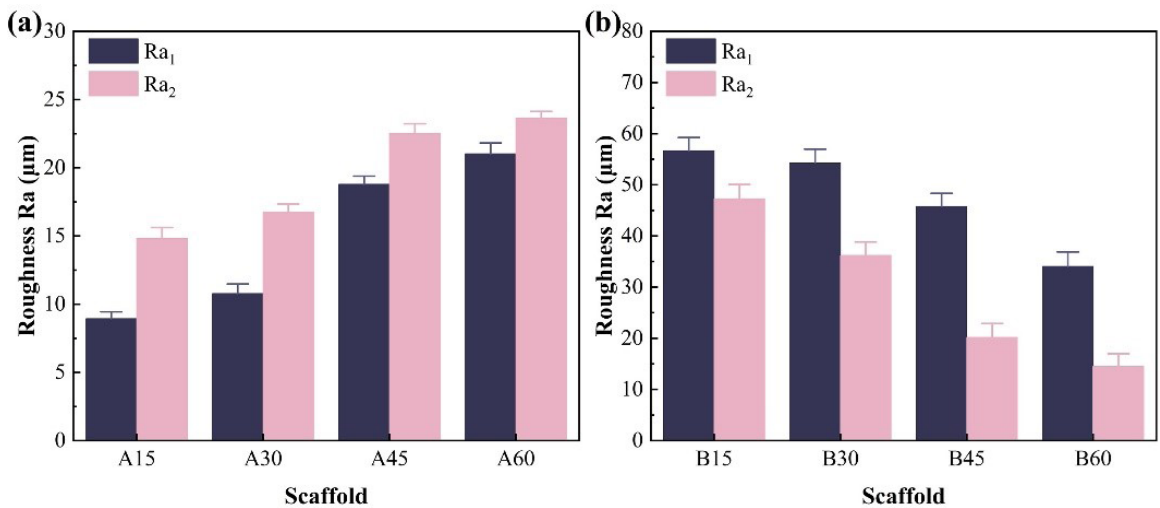 (a)
30
25
20
15
10
5
0
Roughness Ra (μm)
Ra₁
Ra₂
A15 A30 A45 A60
Scaffold
(b)
80
70
60
50
40
30
20
10
0
Roughness Ra (μm)
Ra₁
Ra₂
B15 B30 B45 B60
Scaffold